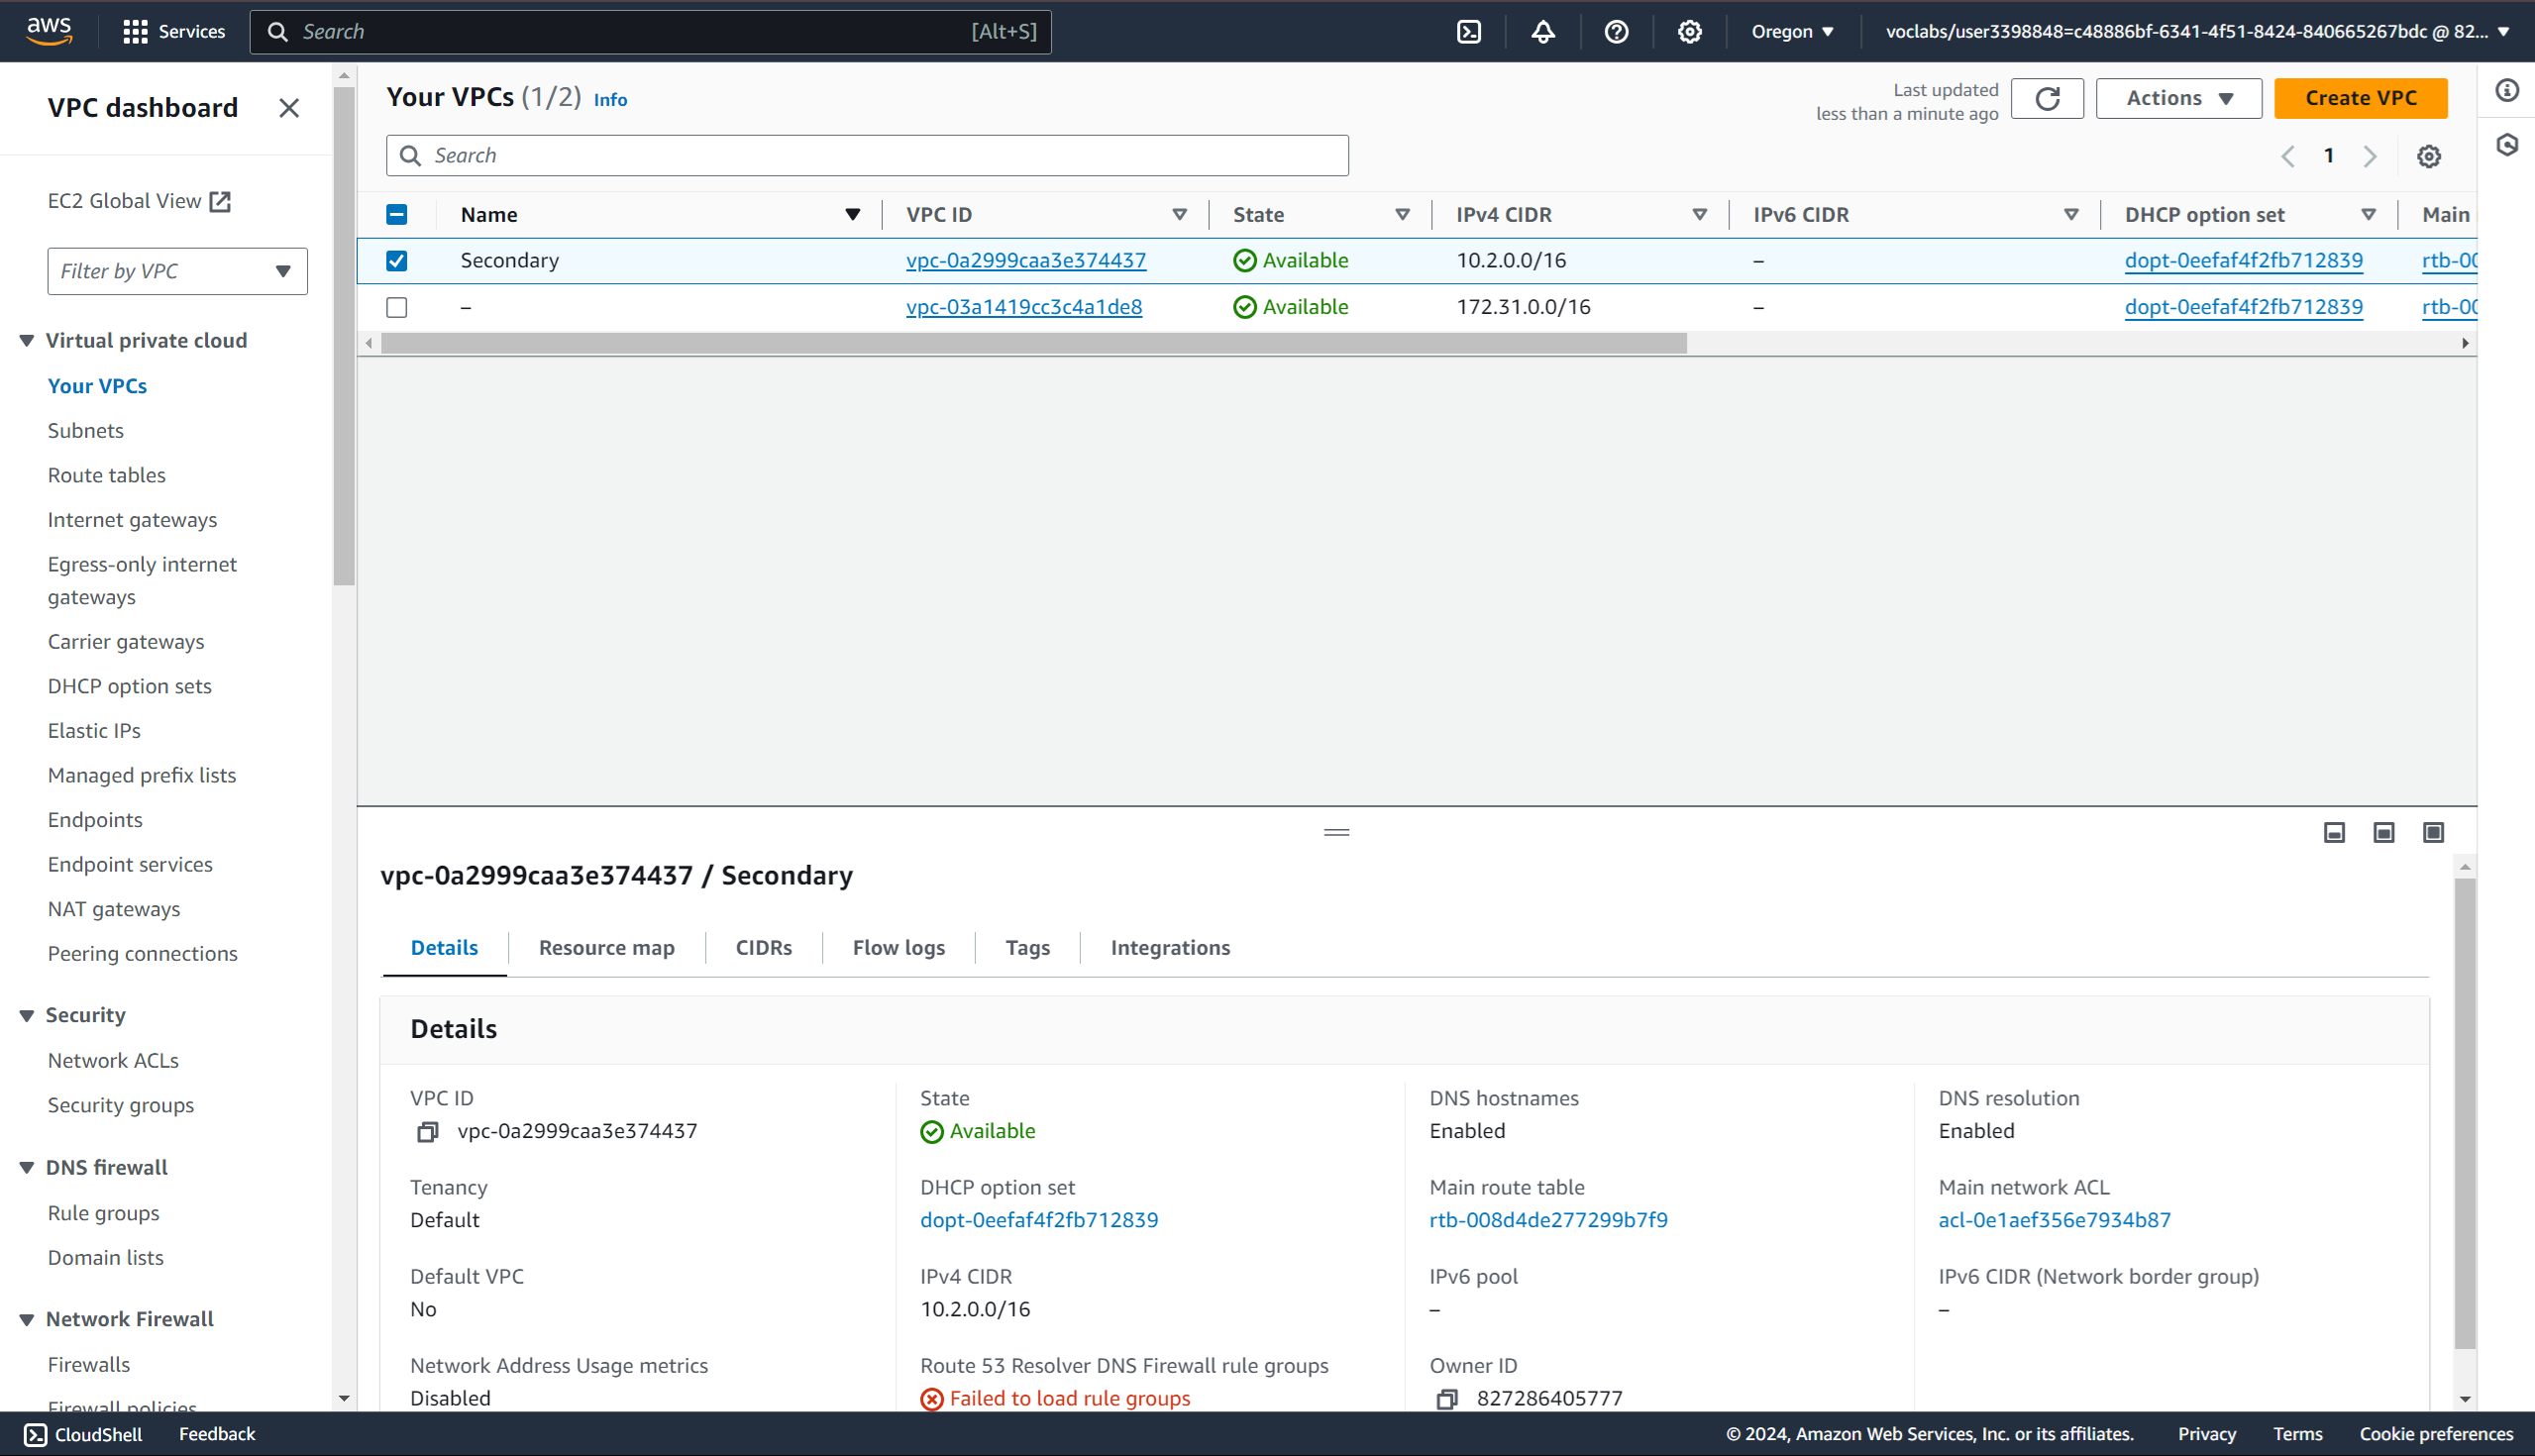 aws
Services
Search
[Alt+S]
Oregon
voclabs/user3398848=c48886bf-6341-4f51-8424-840665267bdc @ 82...
VPC dashboard
EC2 Global View
Filter by VPC
Virtual private cloud
Your VPCs
Subnets
Route tables
Internet gateways
Egress-only internet
gateways
Carrier gateways
DHCP option sets
Elastic IPs
Managed prefix lists
Endpoints
Endpoint services
NAT gateways
Peering connections
Security
Network ACLs
Security groups
DNS firewall
Rule groups
Domain lists
Network Firewall
Firewalls
Firewall policies
Your VPCs (1/2) Info
Last updated
less than a minute ago
Actions
Create VPC
Search
1
Name VPC ID State IPv4 CIDR IPv6 CIDR DHCP option set Main
Secondary vpc-0a2999caa3e374437 Available 10.2.0.0/16 – dopt-0eefaf4f2fb712839 rtb-00
– vpc-03a1419cc3c4a1de8 Available 172.31.0.0/16 – dopt-0eefaf4f2fb712839 rtb-00
vpc-0a2999caa3e374437 / Secondary
Details Resource map CIDRs Flow logs Tags Integrations
Details
VPC ID
vpc-0a2999caa3e374437
State
Available
DNS hostnames
Enabled
DNS resolution
Enabled
Tenancy
Default
DHCP option set
dopt-0eefaf4f2fb712839
Main route table
rtb-008d4de277299b7f9
Main network ACL
acl-0e1aef356e7934b87
Default VPC
No
IPv4 CIDR
10.2.0.0/16
IPv6 pool
–
IPv6 CIDR (Network border group)
–
Network Address Usage metrics
Disabled
Route 53 Resolver DNS Firewall rule groups
Failed to load rule groups
Owner ID
827286405777
CloudShell
Feedback
© 2024, Amazon Web Services, Inc. or its affiliates.
Privacy
Terms
Cookie preferences